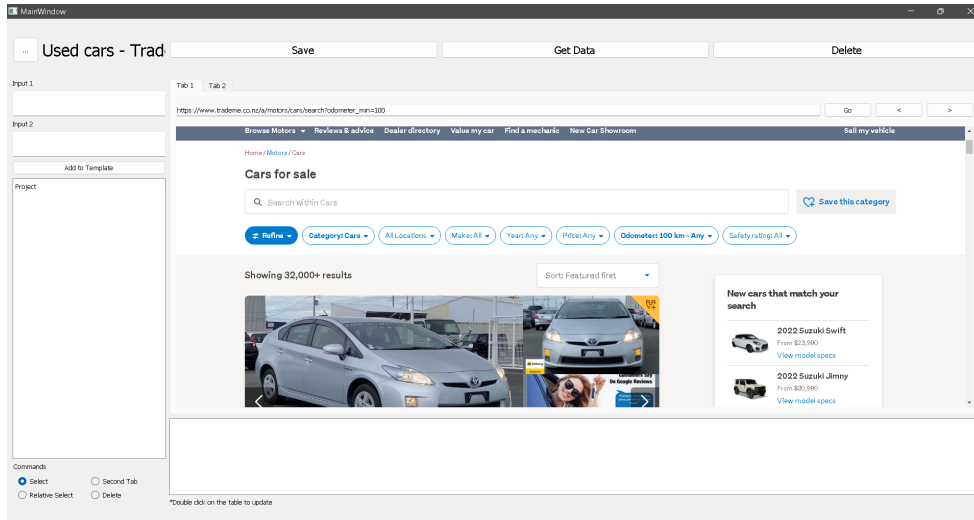 MainWindow
... Used cars - Trad
Save Get Data Delete
Input 1
Tab 1 Tab 2
https://www.trademe.co.nz/a/motors/cars/search?odometer_min=100 Go < >
Input 2
Browse Motors Reviews & advice Dealer directory Value my car Find a mechanic New Car Showroom Sell my vehicle
Home / Motors / Cars
Add to Template
Cars for sale
Project
Search within Cars Save this category
Refine Category: Cars All Locations Make: All Year: Any Price: Any Odometer: 100 km - Any Safety rating: All
Showing 32,000+ results Sort: Featured first
New cars that match your
search
2022 Suzuki Swift
From $23,990
View model specs
2022 Suzuki Jimny
From $30,990
View model specs
On Google Reviews
Commands
Select Second Tab
Relative Select Delete
*Double click on the table to update